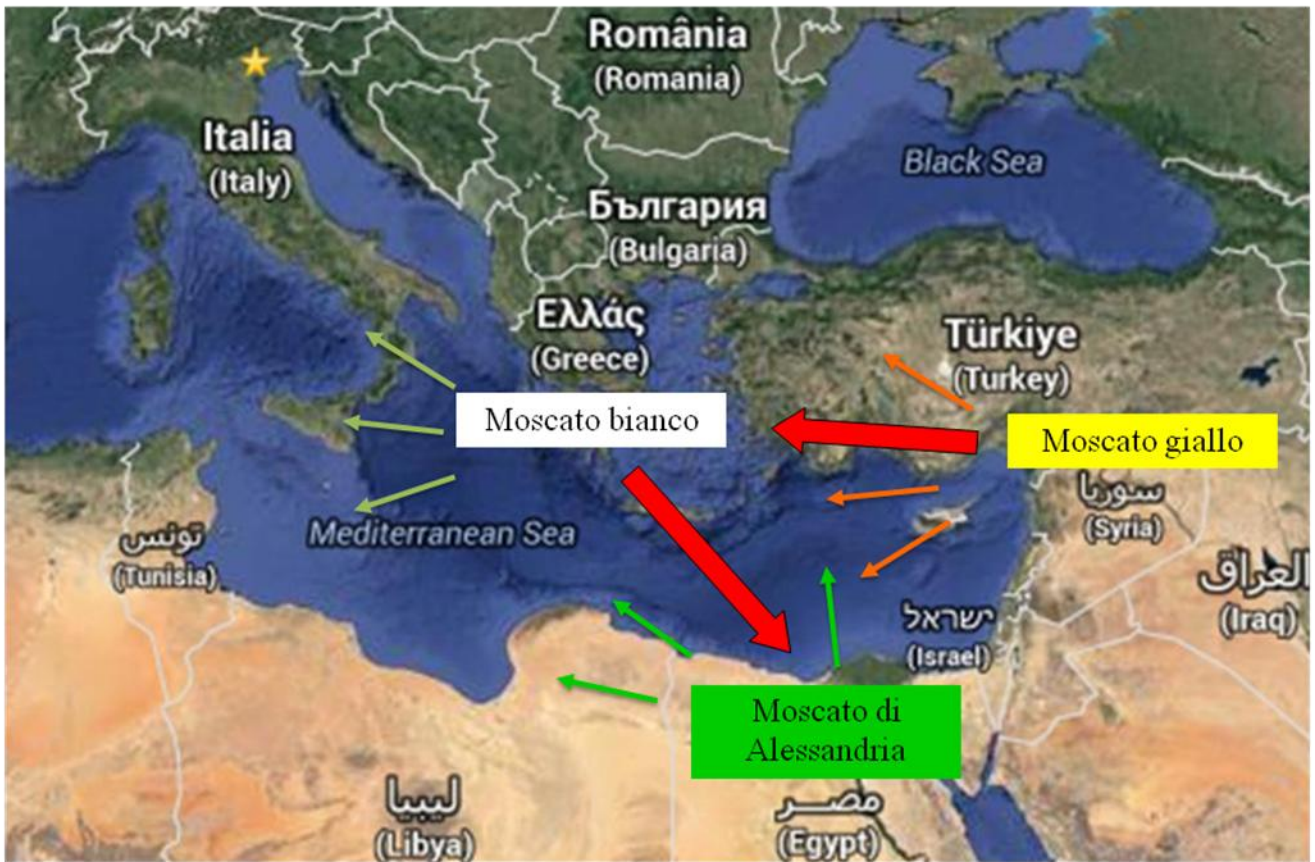 România
(Romania)
Italia
(Italy)
Black Sea
България
(Bulgaria)
Ελλάς
(Greece)
Türkiye
(Turkey)
Moscato bianco
Moscato giallo
سوريا
(Syria)
Mediterranean Sea
تونس
(Tunisia)
العراق
(Iraq)
ישראל
(Israel)
Moscato di
Alessandria
ليبيا
(Libya)
مصر
(Egypt)